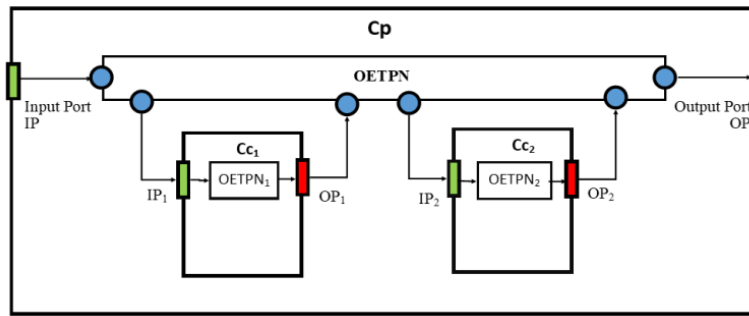 Cp
OETPN
Input Port
IP
Output Port
OP
Cc1
OETPN1
IP1
OP1
Cc2
OETPN2
IP2
OP2